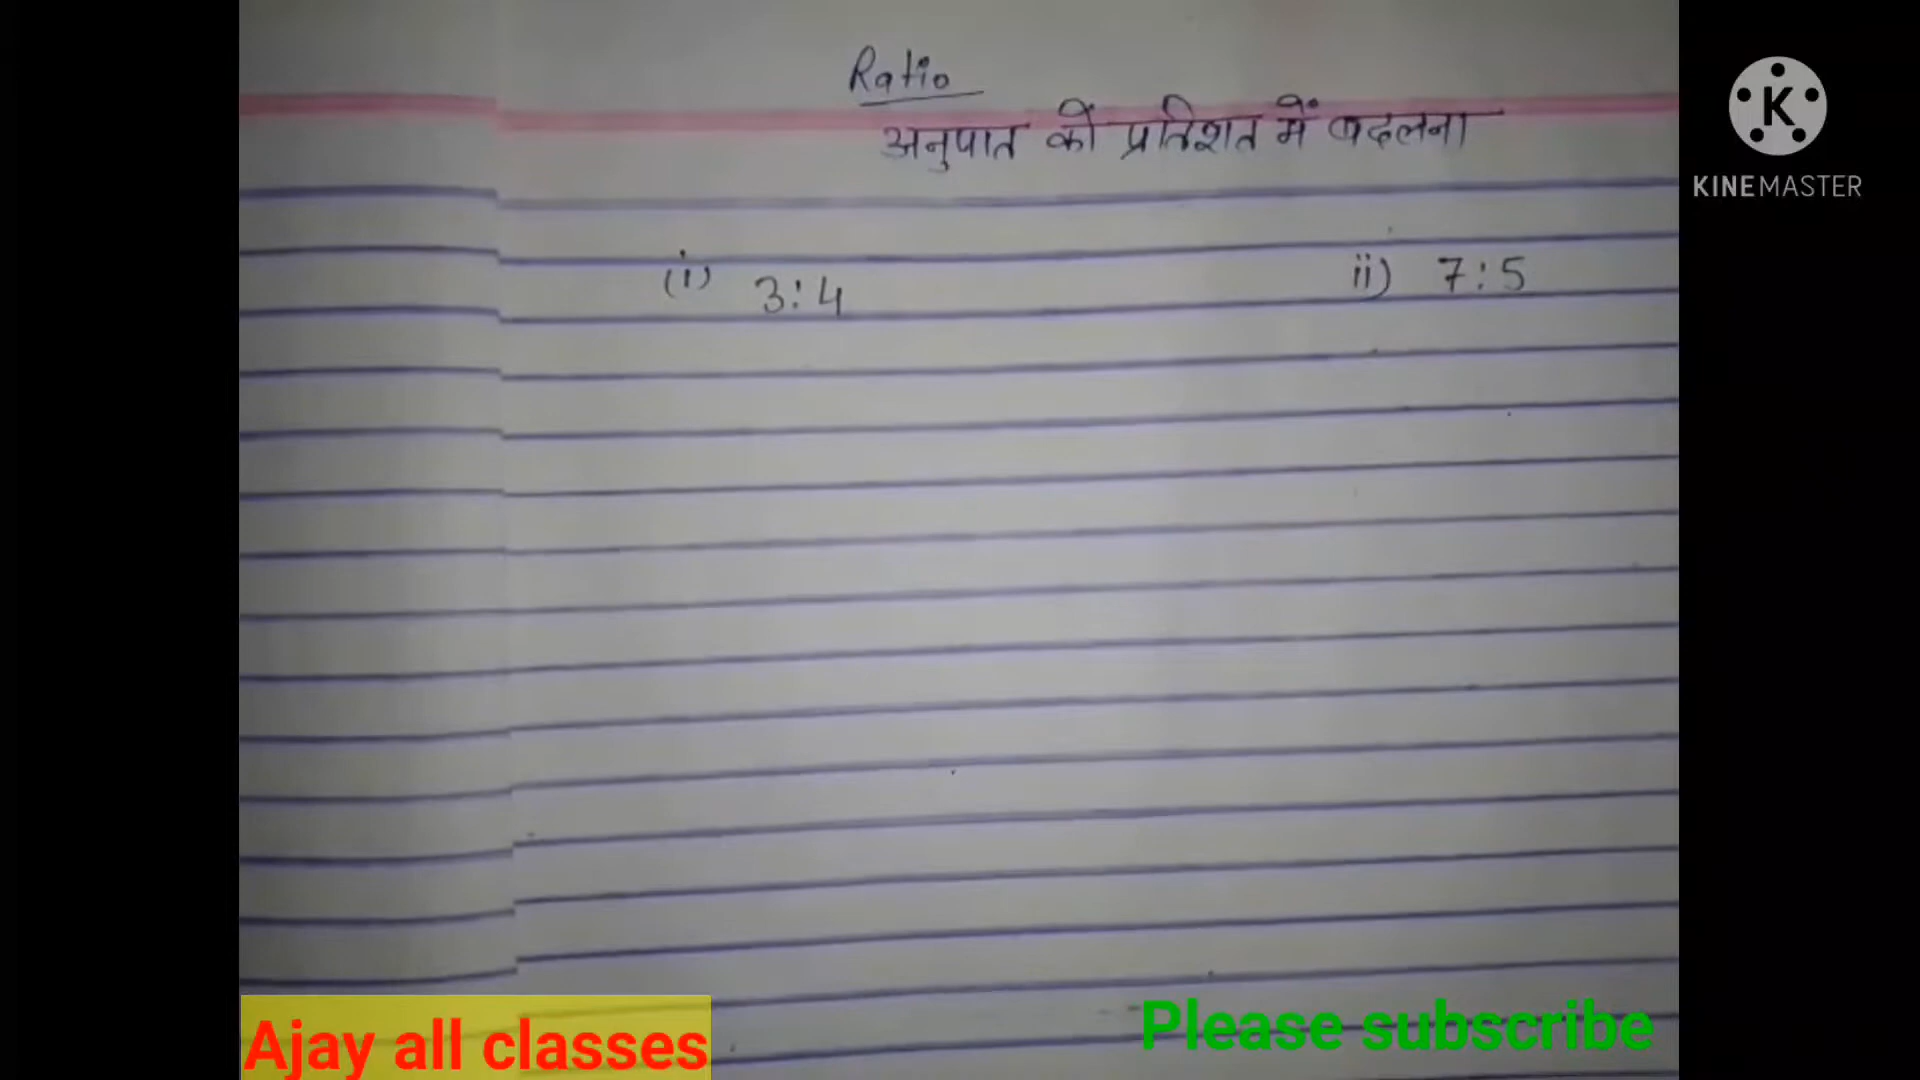 Ratio
अनुपात को प्रतिशत में बदलना
(i) 3:4
ii) 7:5
KINEMASTER
Ajay all classes
Please subscribe